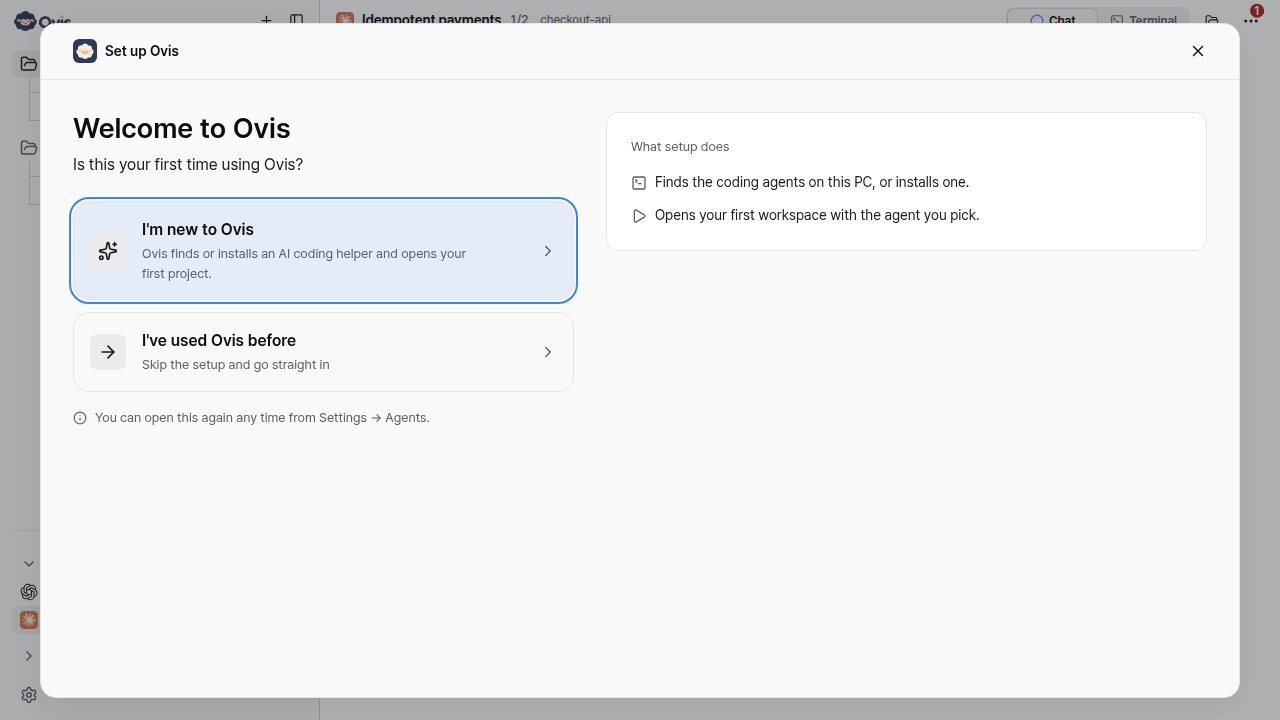 Idempotent payments 1/2 checkout-api
Chat
Terminal
1
Set up Ovis
Welcome to Ovis
Is this your first time using Ovis?
I'm new to Ovis
Ovis finds or installs an AI coding helper and opens your
first project.
I've used Ovis before
Skip the setup and go straight in
You can open this again any time from Settings → Agents.
What setup does
Finds the coding agents on this PC, or installs one.
Opens your first workspace with the agent you pick.